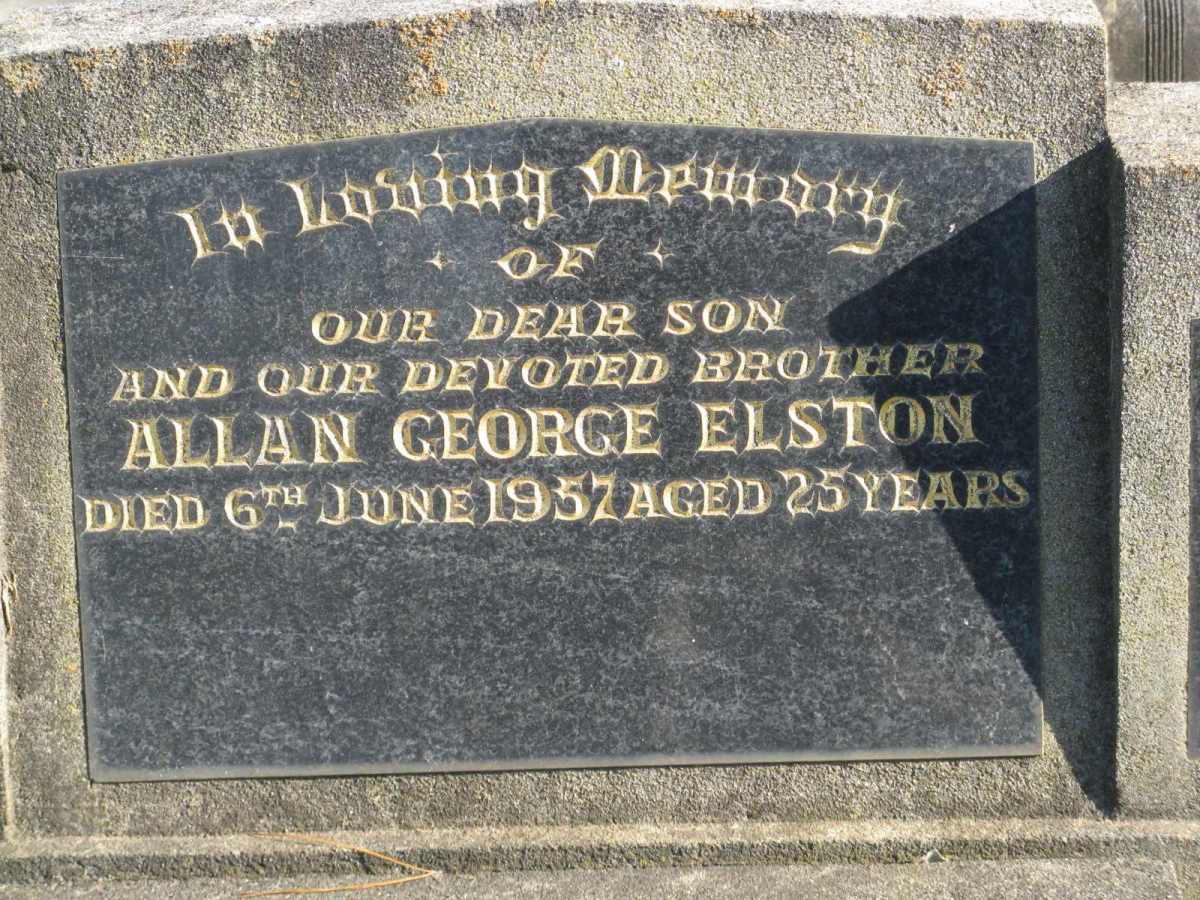 In Loving Memory
OF
OUR DEAR SON
AND OUR DEVOTED BROTHER
ALLAN GEORGE ELSTON
DIED 6TH JUNE 1957 AGED 25 YEARS